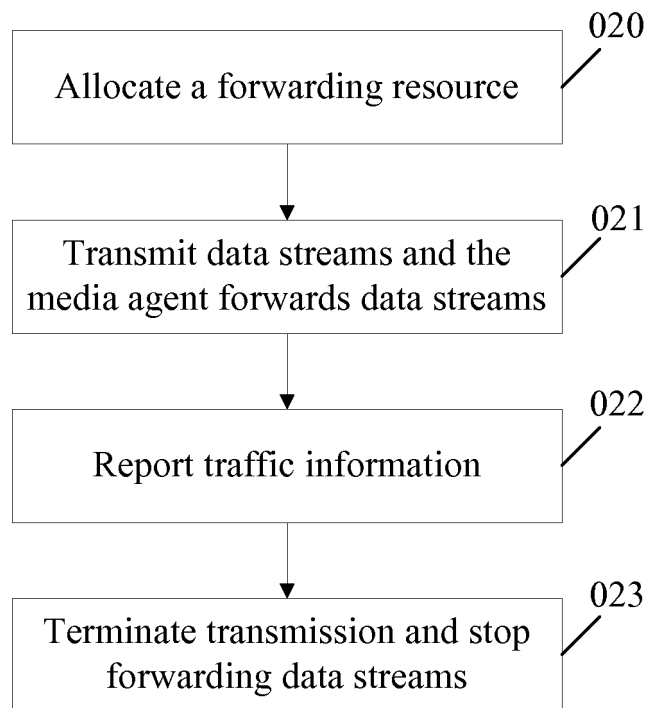 020
Allocate a forwarding resource
021
Transmit data streams and the
media agent forwards data streams
022
Report traffic information
023
Terminate transmission and stop
forwarding data streams